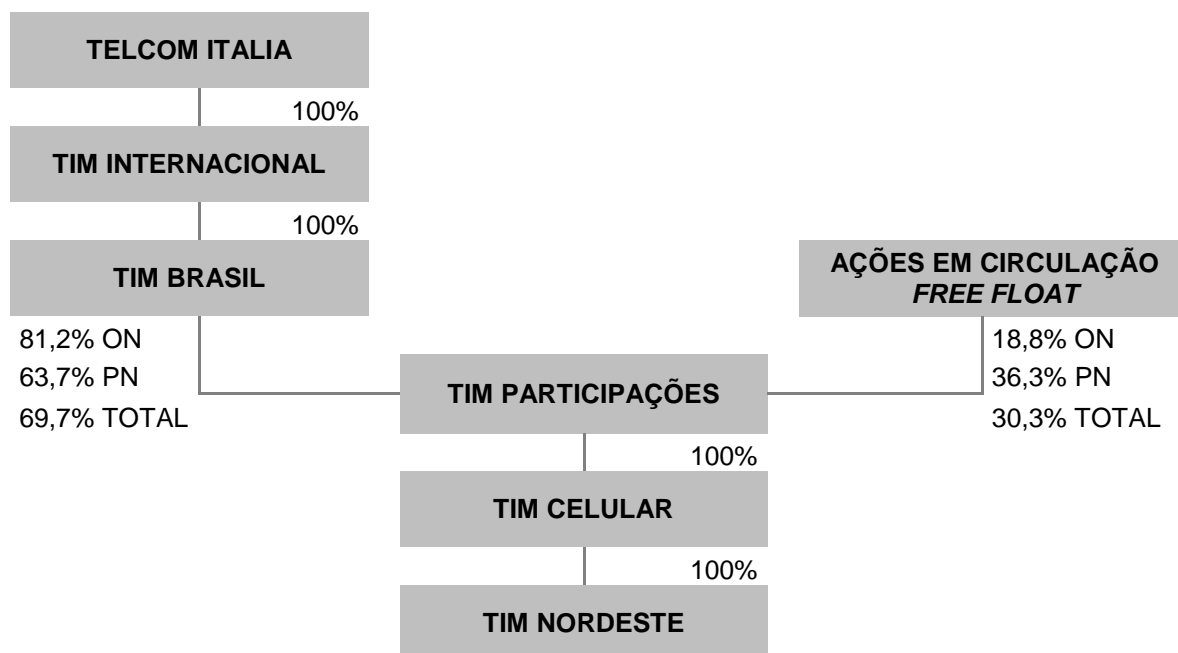 TELCOM ITALIA
100%
TIM INTERNACIONAL
100%
TIM BRASIL
AÇÕES EM CIRCULAÇÃO
FREE FLOAT
81,2% ON
63,7% PN
69,7% TOTAL
18,8% ON
36,3% PN
30,3% TOTAL
TIM PARTICIPAÇÕES
100%
TIM CELULAR
100%
TIM NORDESTE